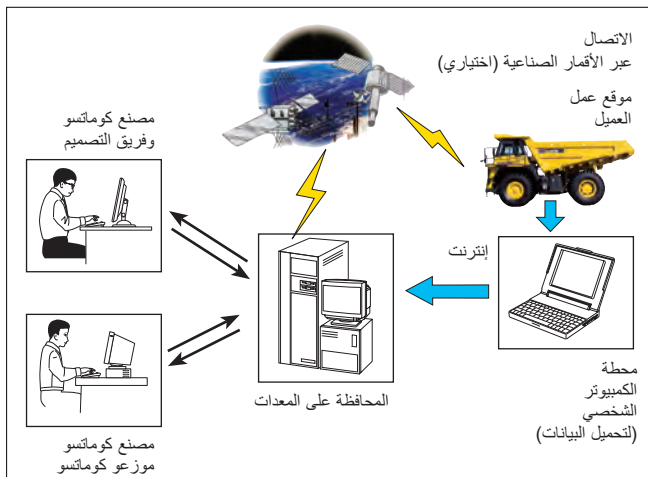 الاتصال
عبر الأقمار الصناعية (اختياري)
موقع عمل
العميل
مصنع كوماتسو
وفريق التصميم
إنترنت
محطة
الكمبيوتر
الشخصي
(لتحميل البيانات)
المحافظة على المعدات
مصنع كوماتسو
موزعو كوماتسو